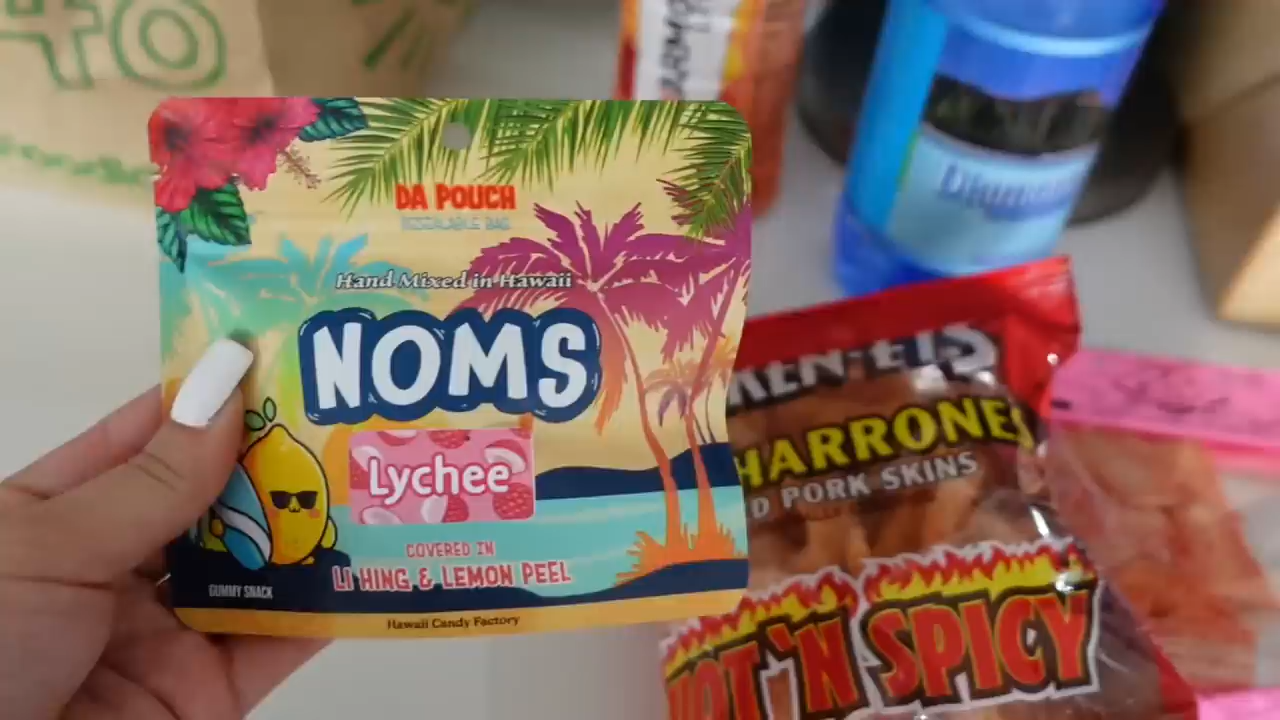 DA POUCH
RESEALABLE BAG
Hand Mixed in Hawaii
NOMS
Lychee
COVERED IN
LI HING & LEMON PEEL
GUMMY SNACK
Hawaii Candy Factory
HARRONES
PORK SKINS
HOT 'N SPICY